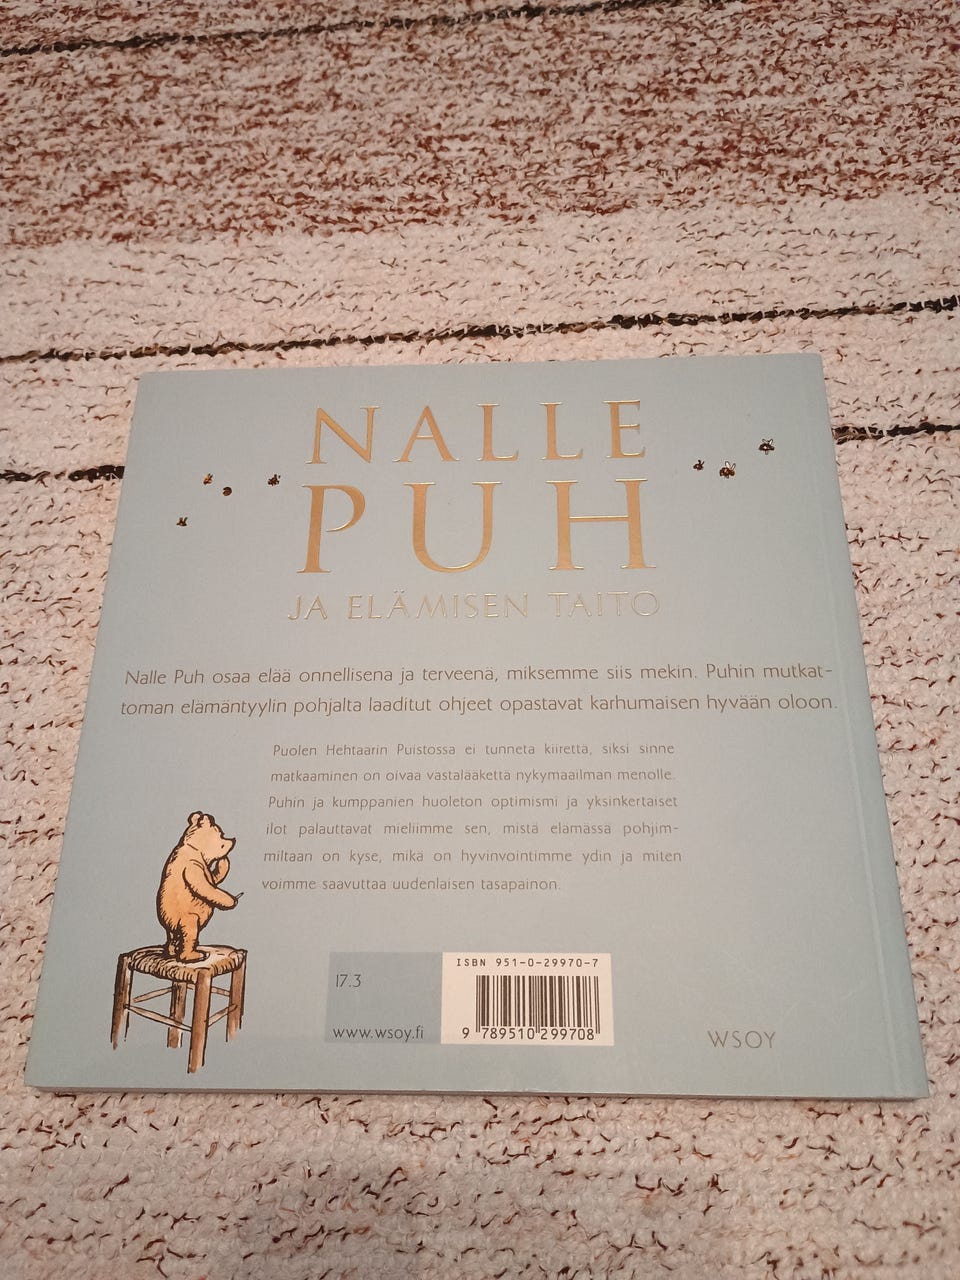 NALLE
PUH
JA ELÄMISEN TAITO
Nalle Puh osaa elää onnellisena ja terveenä, miksemme siis mekin. Puhin mutkat-
toman elämäntyylin pohjalta laaditut ohjeet opastavat karhumaisen hyvään oloon.
Puolen Hehtaarin Puistossa ei tunneta kiirettä, siksi sinne
matkaaminen on oivaa vastalääkettä nykymaailman menolle.
Puhin ja kumppanien huoleton optimismi ja yksinkertaiset
ilot palauttavat mieliimme sen, mistä elämässä pohjim-
miltaan on kyse, mikä on hyvinvointimme ydin ja miten
voimme saavuttaa uudenlaisen tasapainon.
17.3
www.wsoy.fi
ISBN 951-0-29970-7
9 789510 299708
WSOY